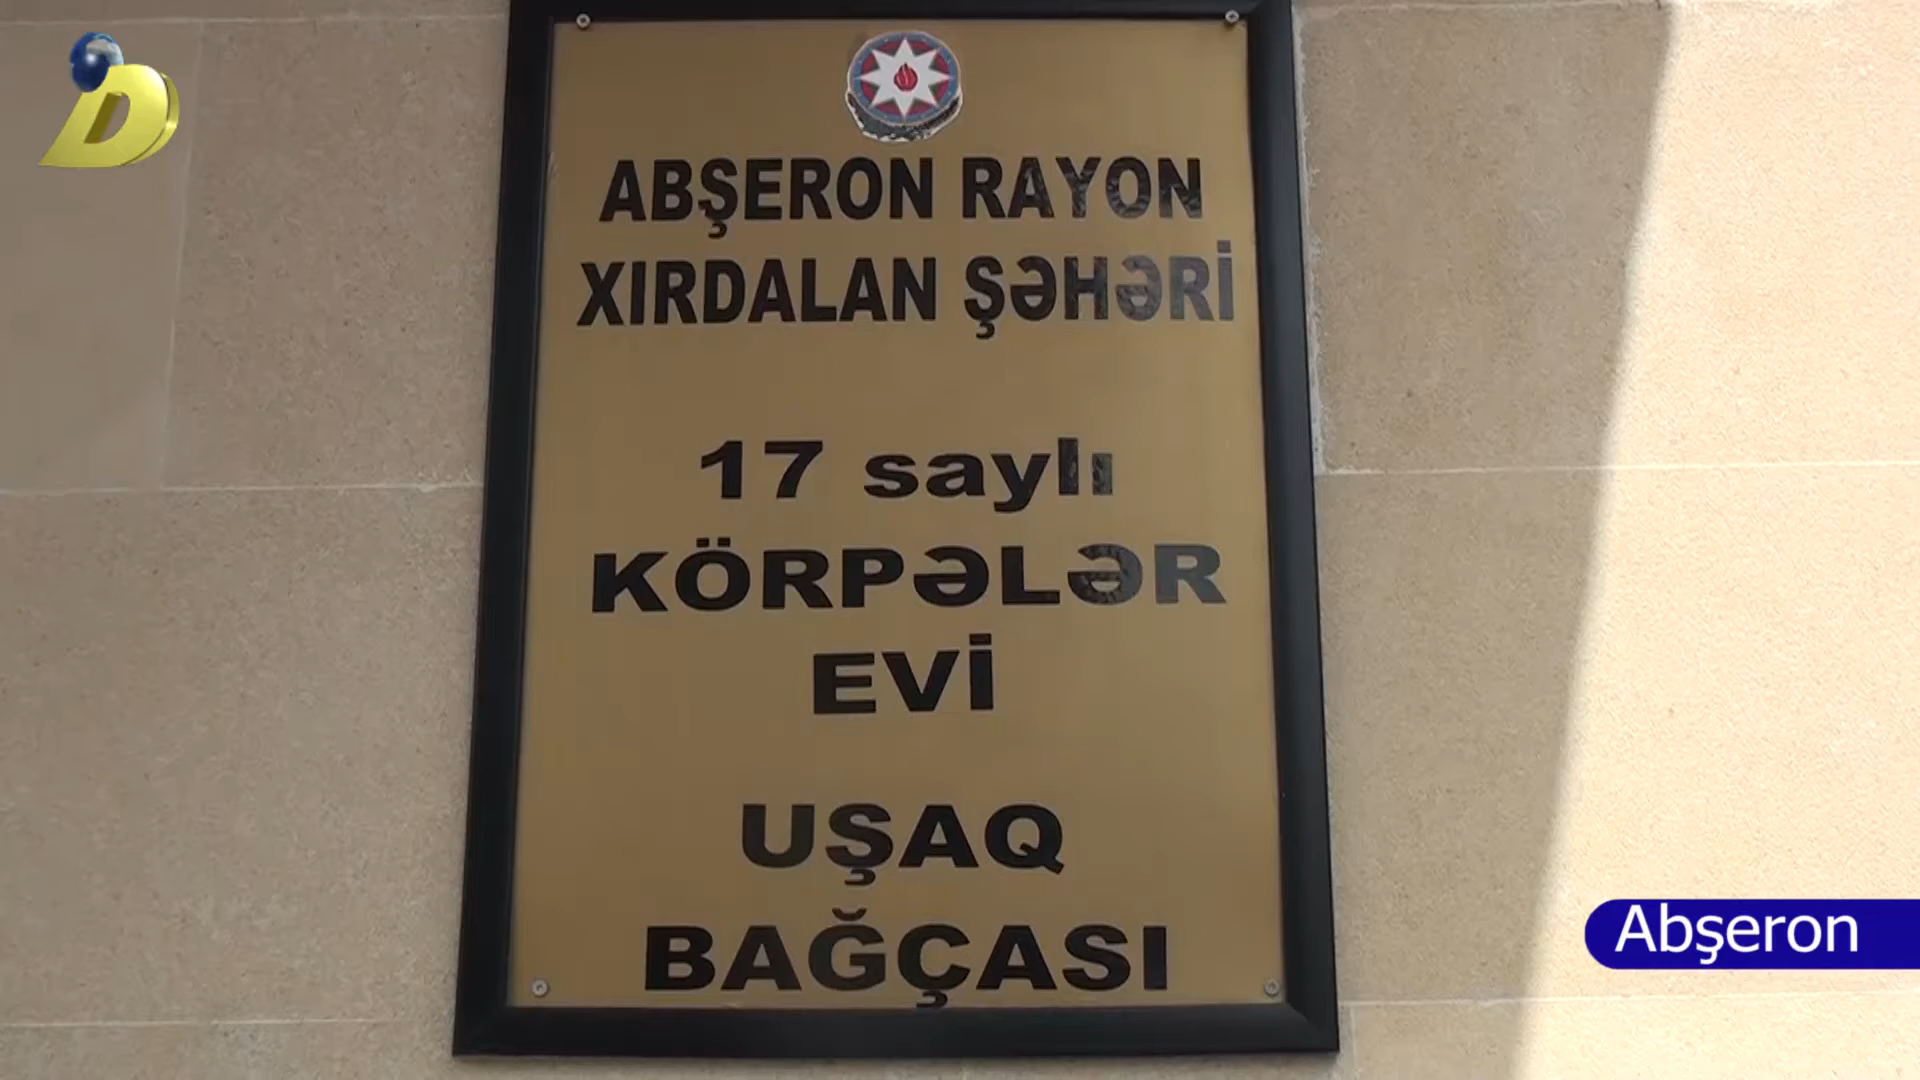 D
ABŞERON RAYON
XIRDALAN ŞƏHƏRİ
17 saylı
KÖRPƏLƏR
EVİ
UŞAQ
BAĞÇASI
Abşeron